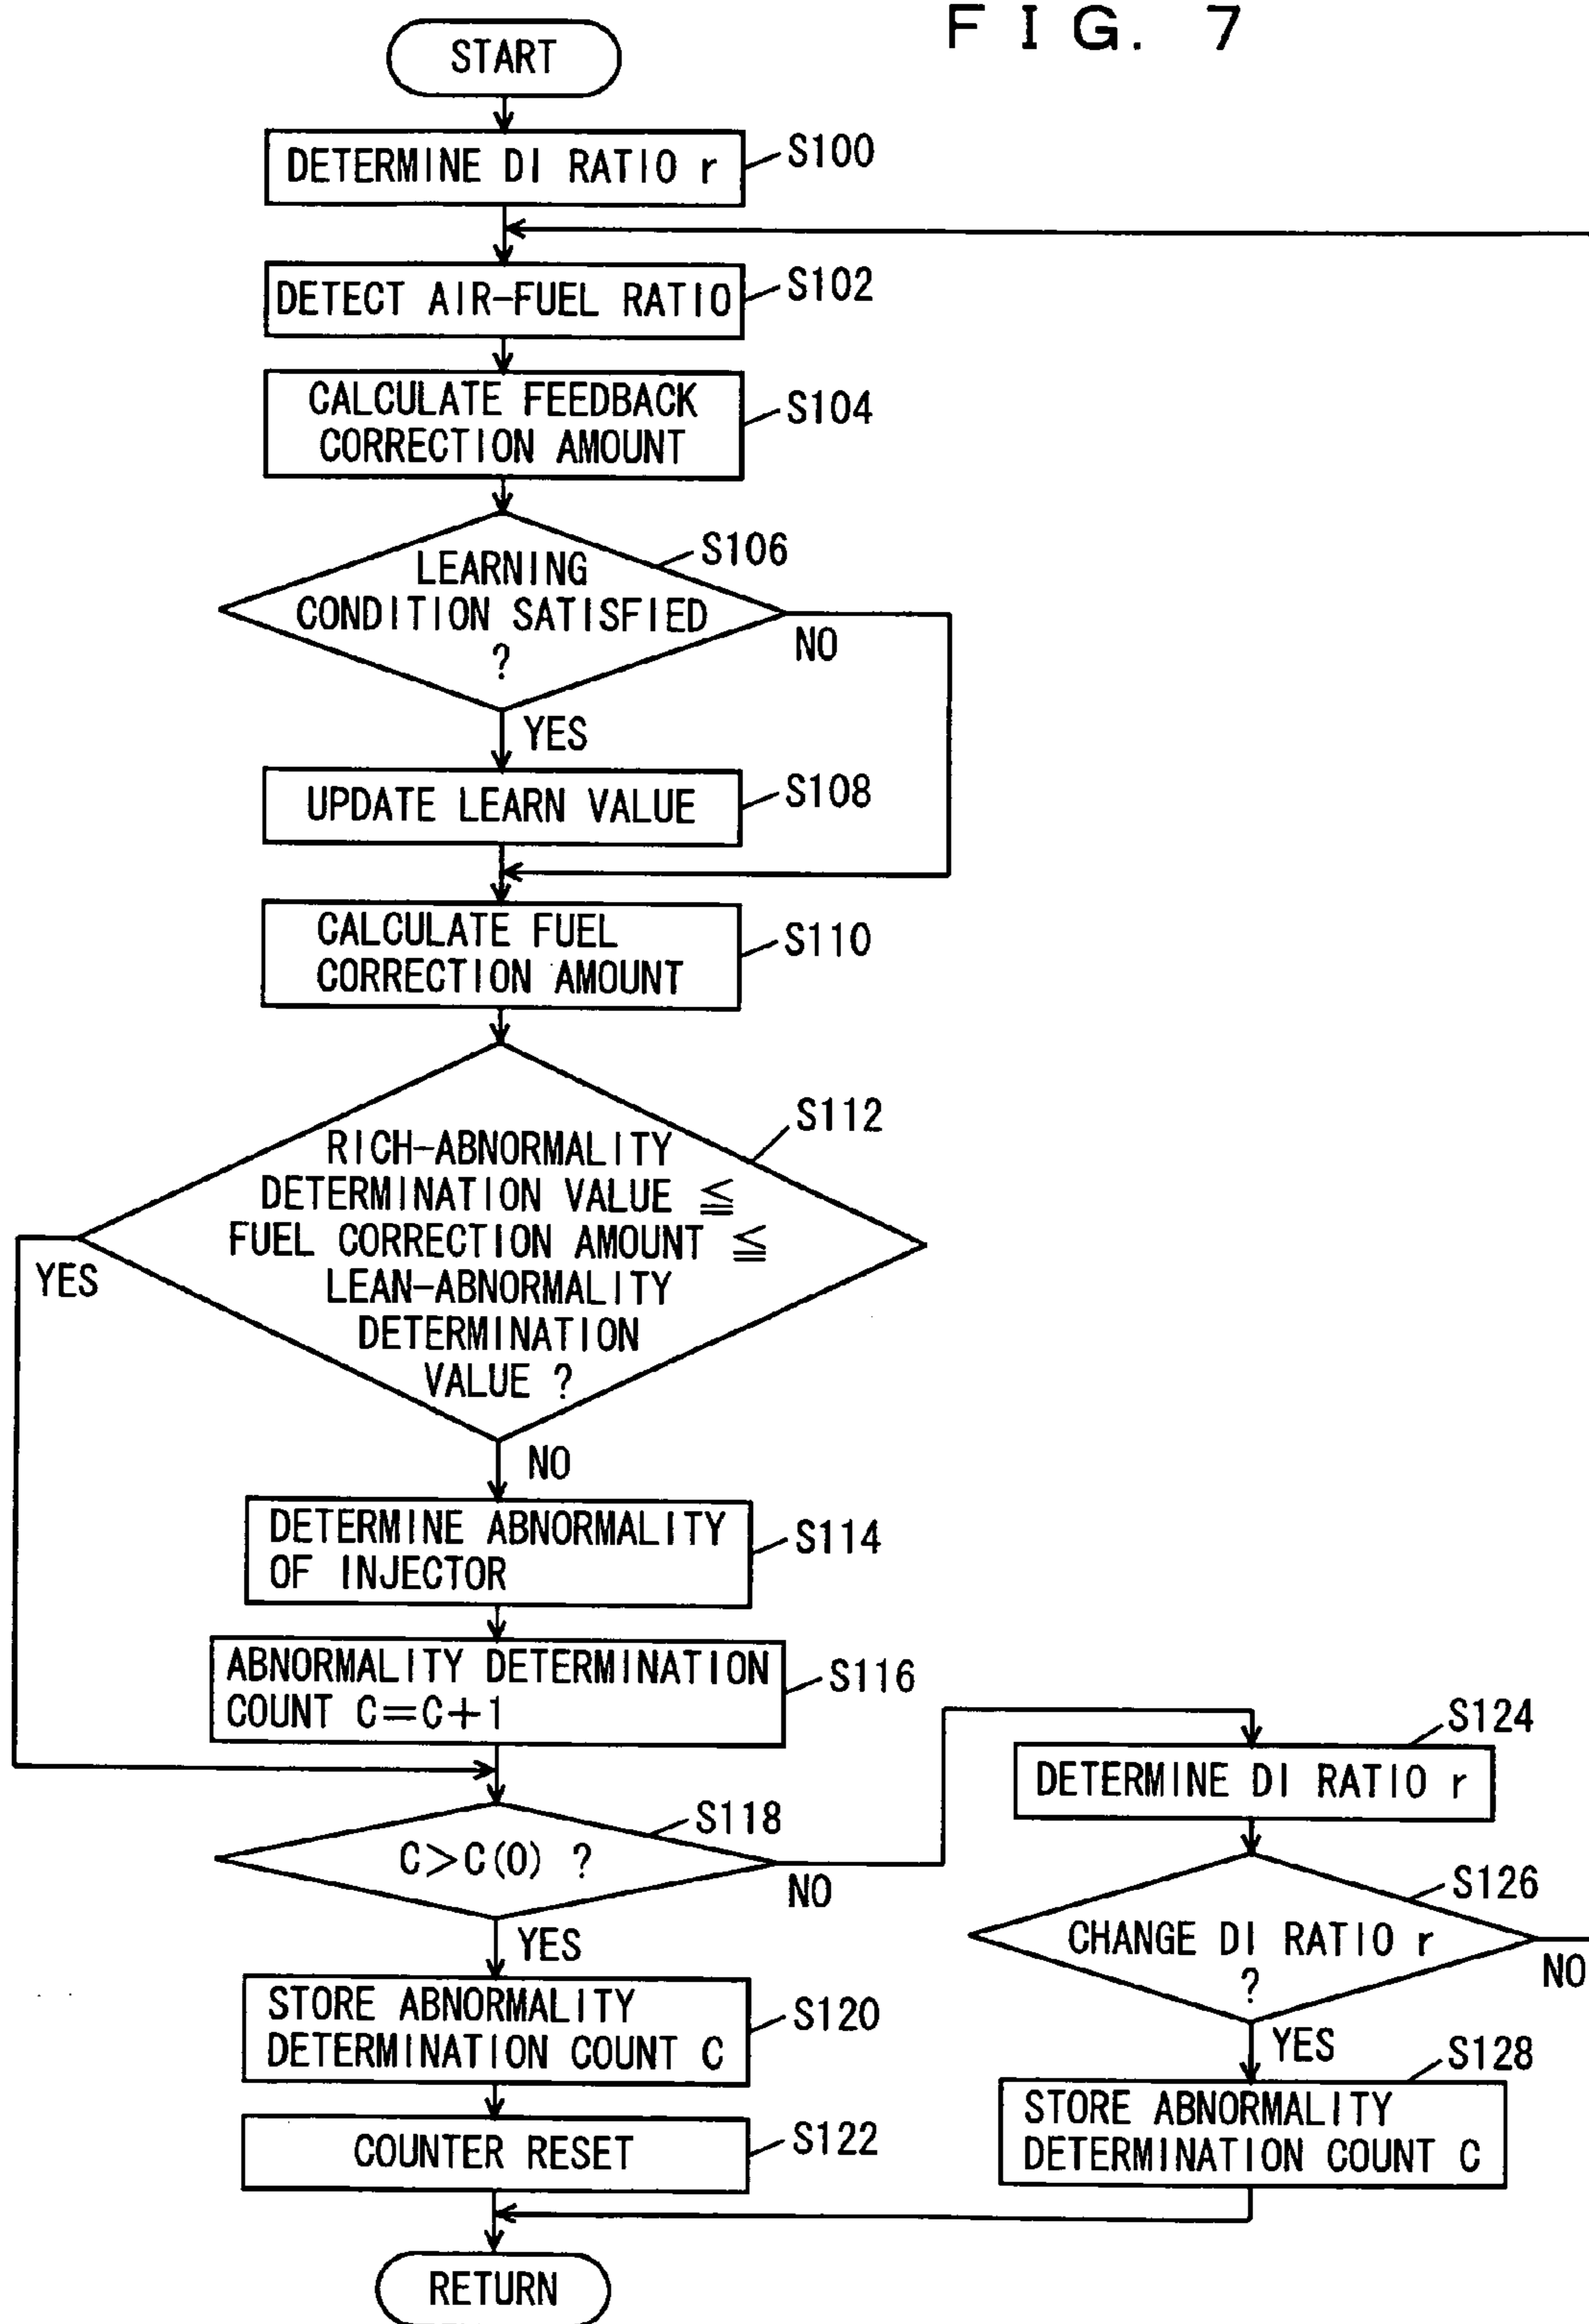 FIG. 7
START
DETERMINE DI RATIO r
S100
DETECT AIR-FUEL RATIO
S102
CALCULATE FEEDBACK
CORRECTION AMOUNT
S104
LEARNING
CONDITION SATISFIED
?
S106
NO
YES
UPDATE LEARN VALUE
S108
CALCULATE FUEL
CORRECTION AMOUNT
S110
RICH-ABNORMALITY
DETERMINATION VALUE ≦
FUEL CORRECTION AMOUNT ≦
LEAN-ABNORMALITY
DETERMINATION
VALUE ?
S112
YES
NO
DETERMINE ABNORMALITY
OF INJECTOR
S114
ABNORMALITY DETERMINATION
COUNT C=C+1
S116
C>C(0) ?
S118
NO
YES
STORE ABNORMALITY
DETERMINATION COUNT C
S120
COUNTER RESET
S122
DETERMINE DI RATIO r
S124
CHANGE DI RATIO r
?
S126
NO
YES
STORE ABNORMALITY
DETERMINATION COUNT C
S128
RETURN